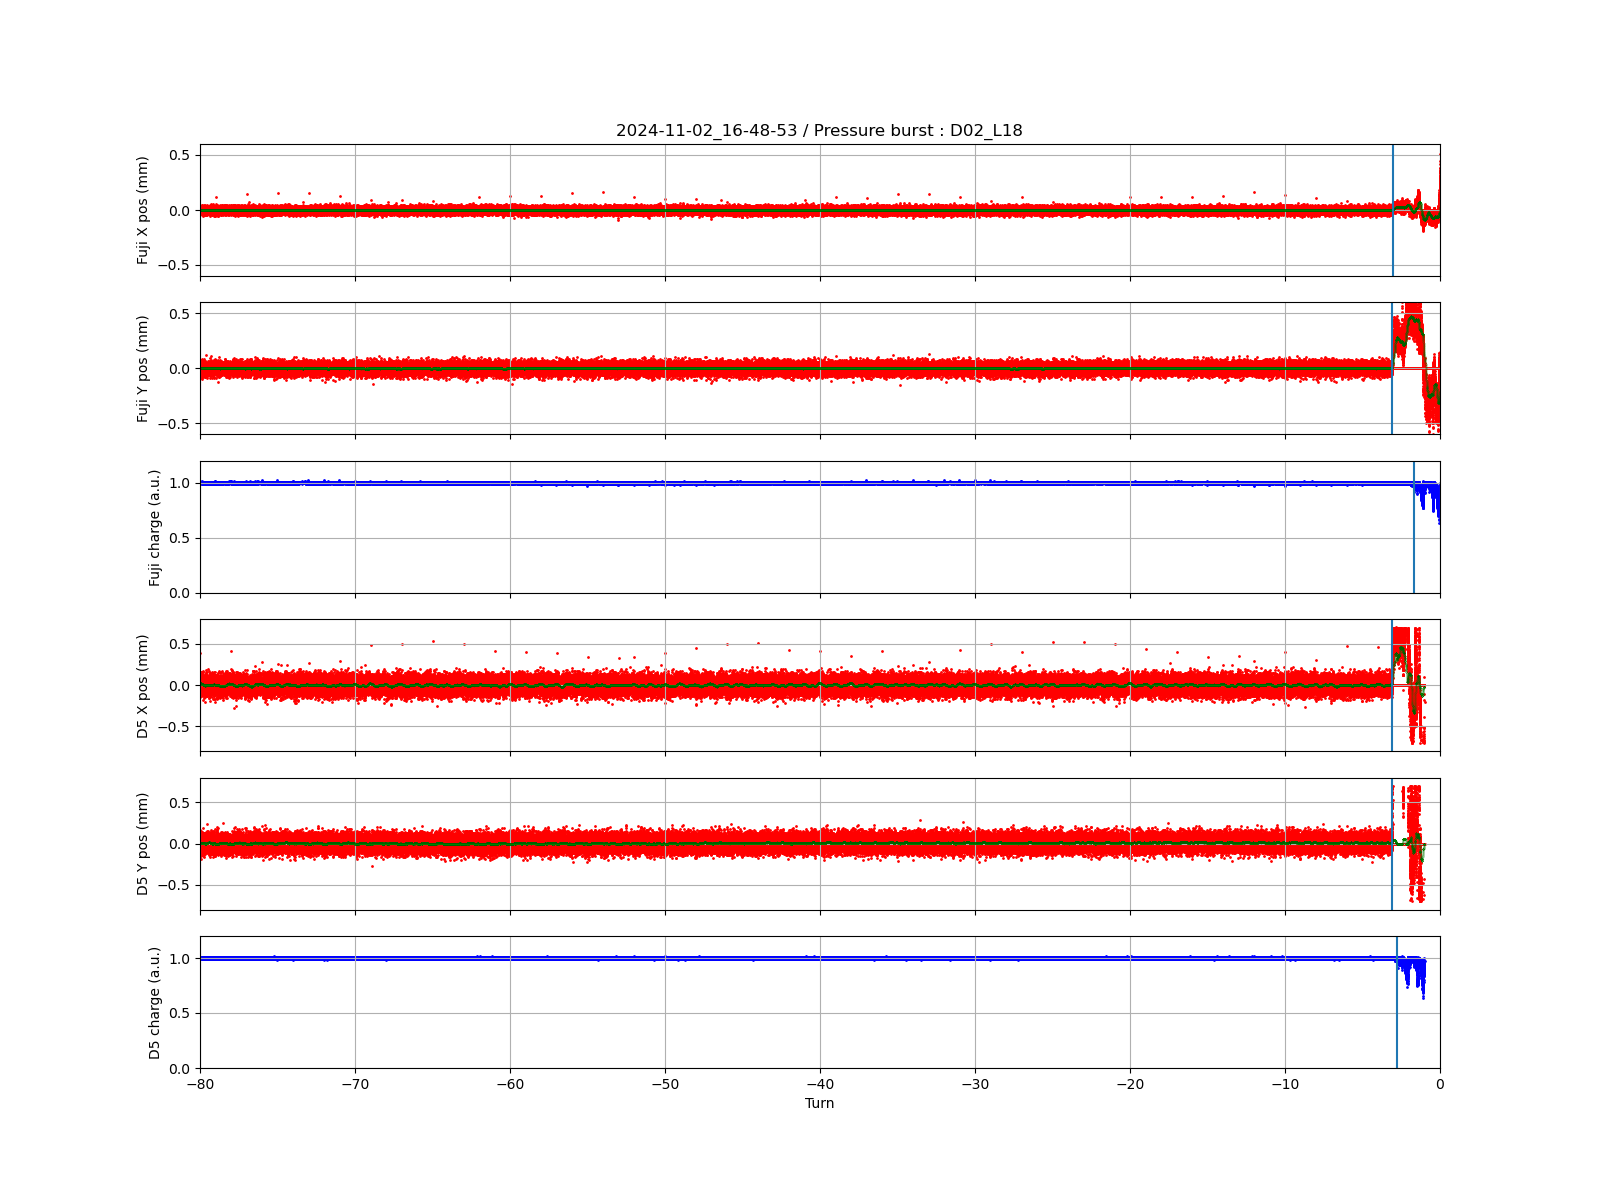 2024-11-02_16-48-53 / Pressure burst : D02_L18
Fuji X pos (mm)
0.5
0.0
−0.5
Fuji Y pos (mm)
0.5
0.0
−0.5
Fuji charge (a.u.)
1.0
0.5
0.0
D5 X pos (mm)
0.5
0.0
−0.5
D5 Y pos (mm)
0.5
0.0
−0.5
D5 charge (a.u.)
1.0
0.5
0.0
−80 −70 −60 −50 −40 −30 −20 −10 0
Turn